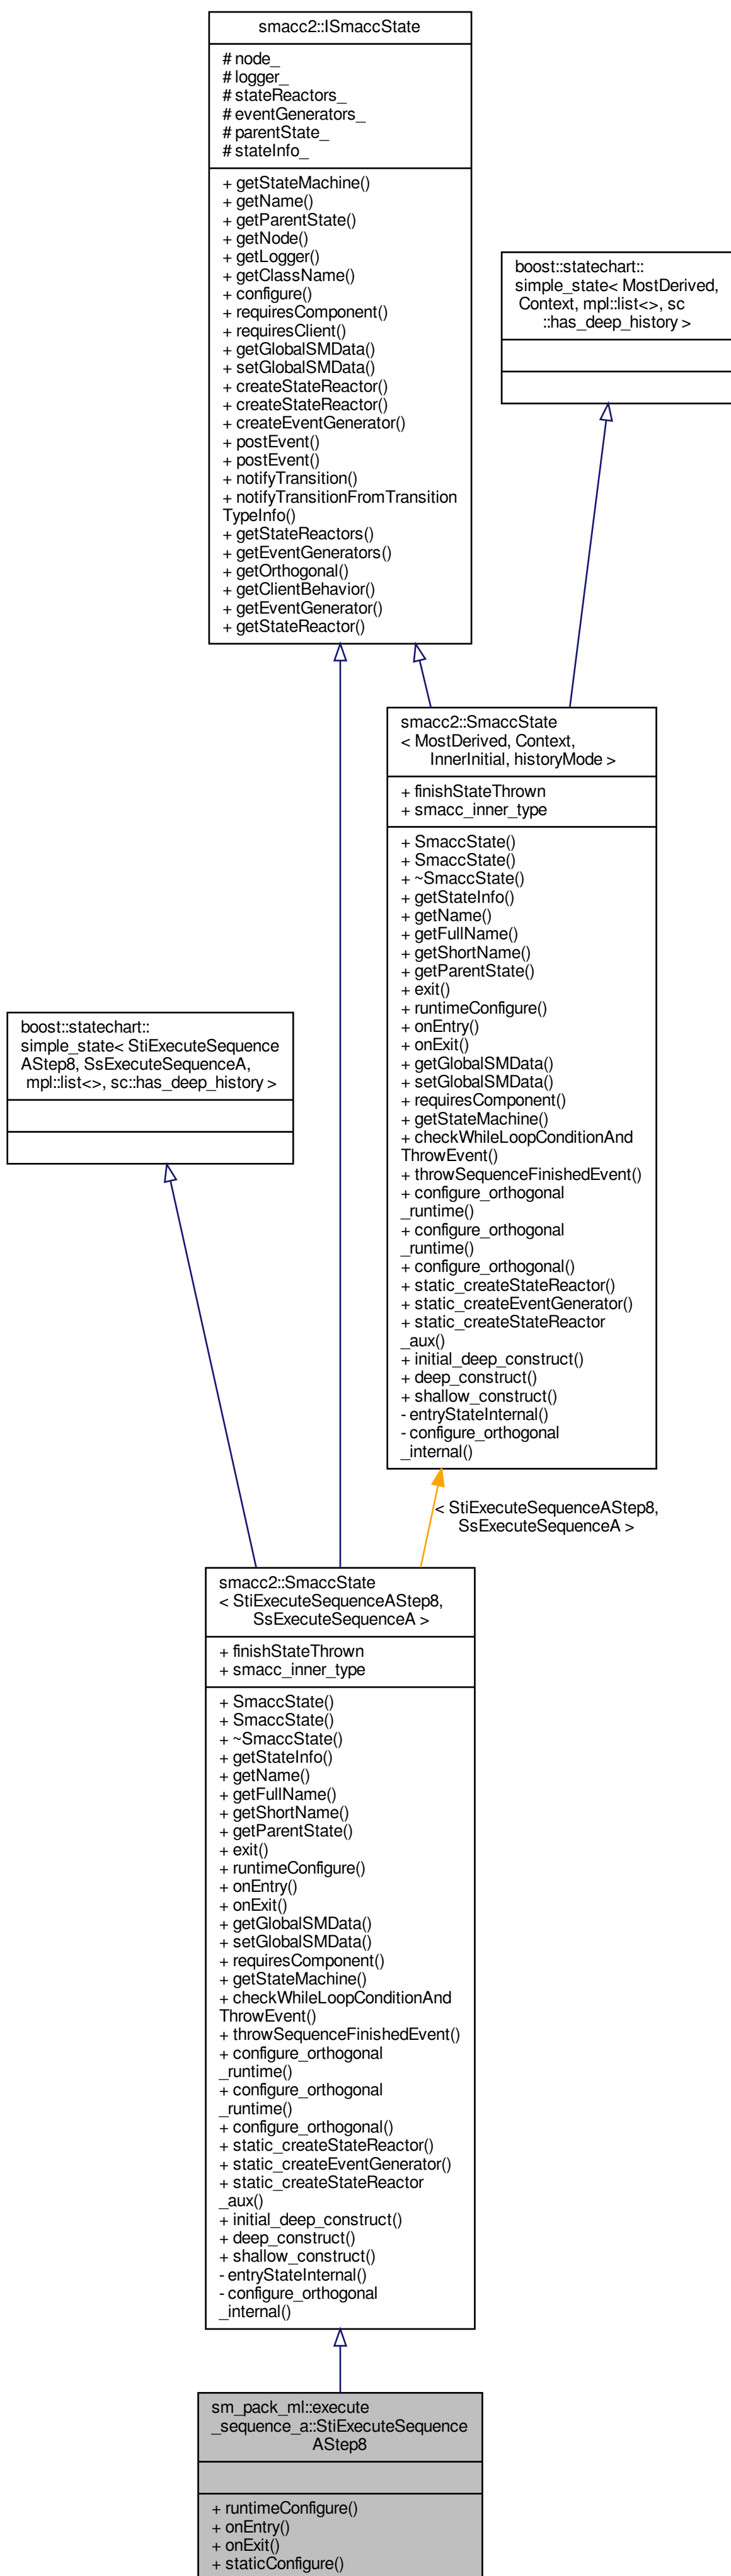 smacc2::ISmaccState
# node_
# logger_
# stateReactors_
# eventGenerators_
# parentState_
# stateInfo_
+ getStateMachine()
+ getName()
+ getParentState()
+ getNode()
+ getLogger()
+ getClassName()
+ configure()
+ requiresComponent()
+ requiresClient()
+ getGlobalSMData()
+ setGlobalSMData()
+ createStateReactor()
+ createStateReactor()
+ createEventGenerator()
+ postEvent()
+ postEvent()
+ notifyTransition()
+ notifyTransitionFromTransition
TypeInfo()
+ getStateReactors()
+ getEventGenerators()
+ getOrthogonal()
+ getClientBehavior()
+ getEventGenerator()
+ getStateReactor()
boost::statechart::
simple_state< MostDerived,
Context, mpl::list<>, sc
::has_deep_history >
smacc2::SmaccState
< MostDerived, Context,
InnerInitial, historyMode >
+ finishStateThrown
+ smacc_inner_type
+ SmaccState()
+ SmaccState()
+ ~SmaccState()
+ getStateInfo()
+ getName()
+ getFullName()
+ getShortName()
+ getParentState()
+ exit()
+ runtimeConfigure()
+ onEntry()
+ onExit()
+ getGlobalSMData()
+ setGlobalSMData()
+ requiresComponent()
+ getStateMachine()
+ checkWhileLoopConditionAnd
ThrowEvent()
+ throwSequenceFinishedEvent()
+ configure_orthogonal
_runtime()
+ configure_orthogonal
_runtime()
+ configure_orthogonal()
+ static_createStateReactor()
+ static_createEventGenerator()
+ static_createStateReactor
_aux()
+ initial_deep_construct()
+ deep_construct()
+ shallow_construct()
- entryStateInternal()
- configure_orthogonal
_internal()
boost::statechart::
simple_state< StiExecuteSequence
AStep8, SsExecuteSequenceA,
mpl::list<>, sc::has_deep_history >
< StiExecuteSequenceAStep8,
SsExecuteSequenceA >
smacc2::SmaccState
< StiExecuteSequenceAStep8,
SsExecuteSequenceA >
+ finishStateThrown
+ smacc_inner_type
+ SmaccState()
+ SmaccState()
+ ~SmaccState()
+ getStateInfo()
+ getName()
+ getFullName()
+ getShortName()
+ getParentState()
+ exit()
+ runtimeConfigure()
+ onEntry()
+ onExit()
+ getGlobalSMData()
+ setGlobalSMData()
+ requiresComponent()
+ getStateMachine()
+ checkWhileLoopConditionAnd
ThrowEvent()
+ throwSequenceFinishedEvent()
+ configure_orthogonal
_runtime()
+ configure_orthogonal
_runtime()
+ configure_orthogonal()
+ static_createStateReactor()
+ static_createEventGenerator()
+ static_createStateReactor
_aux()
+ initial_deep_construct()
+ deep_construct()
+ shallow_construct()
- entryStateInternal()
- configure_orthogonal
_internal()
sm_pack_ml::execute
_sequence_a::StiExecuteSequence
AStep8
+ runtimeConfigure()
+ onEntry()
+ onExit()
+ staticConfigure()